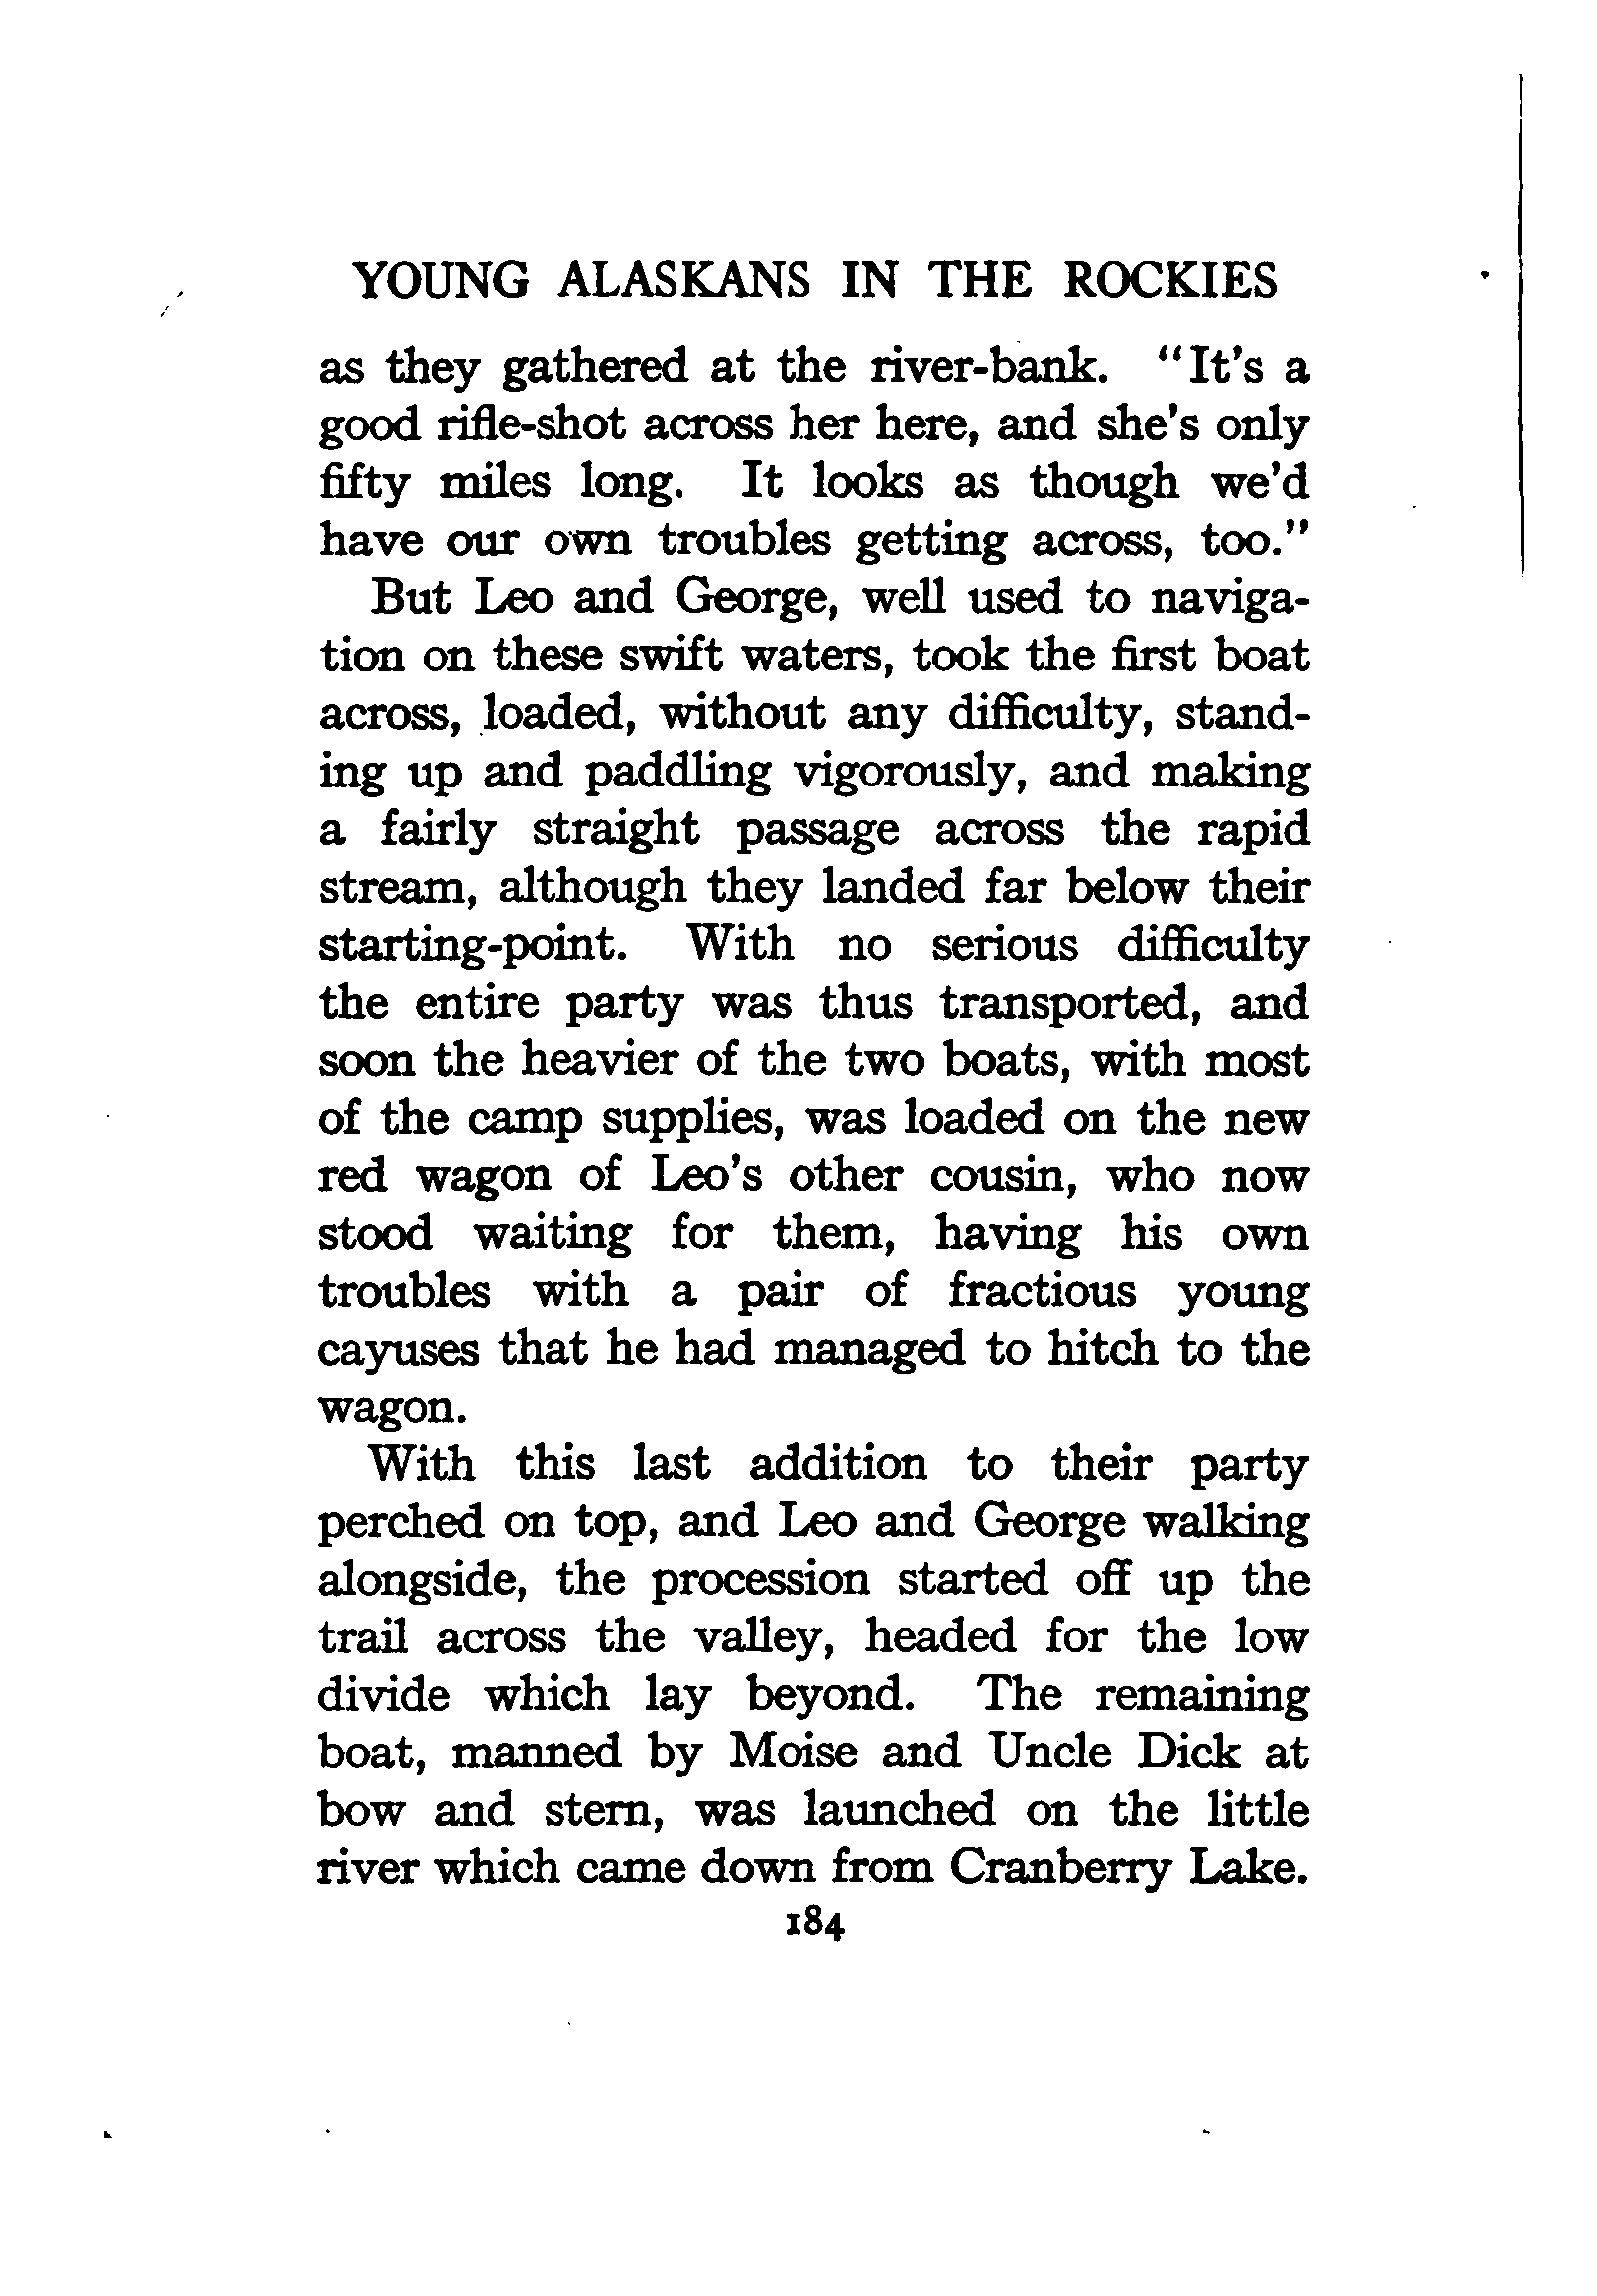 YOUNG ALASKANS IN THE ROCKIES
as they gathered at the river-bank. "It's a
good rifle-shot across her here, and she's only
fifty miles long. It looks as though we'd
have our own troubles getting across, too."
But Leo and George, well used to naviga-
tion on these swift waters, took the first boat
across, loaded, without any difficulty, stand-
ing up and paddling vigorously, and making
a fairly straight passage across the rapid
stream, although they landed far below their
starting-point. With no serious difficulty
the entire party was thus transported, and
soon the heavier of the two boats, with most
of the camp supplies, was loaded on the new
red wagon of Leo's other cousin, who now
stood waiting for them, having his own
troubles with a pair of fractious young
cayuses that he had managed to hitch to the
wagon.
With this last addition to their party
perched on top, and Leo and George walking
alongside, the procession started off up the
trail across the valley, headed for the low
divide which lay beyond. The remaining
boat, manned by Moise and Uncle Dick at
bow and stern, was launched on the little
river which came down from Cranberry Lake.
184